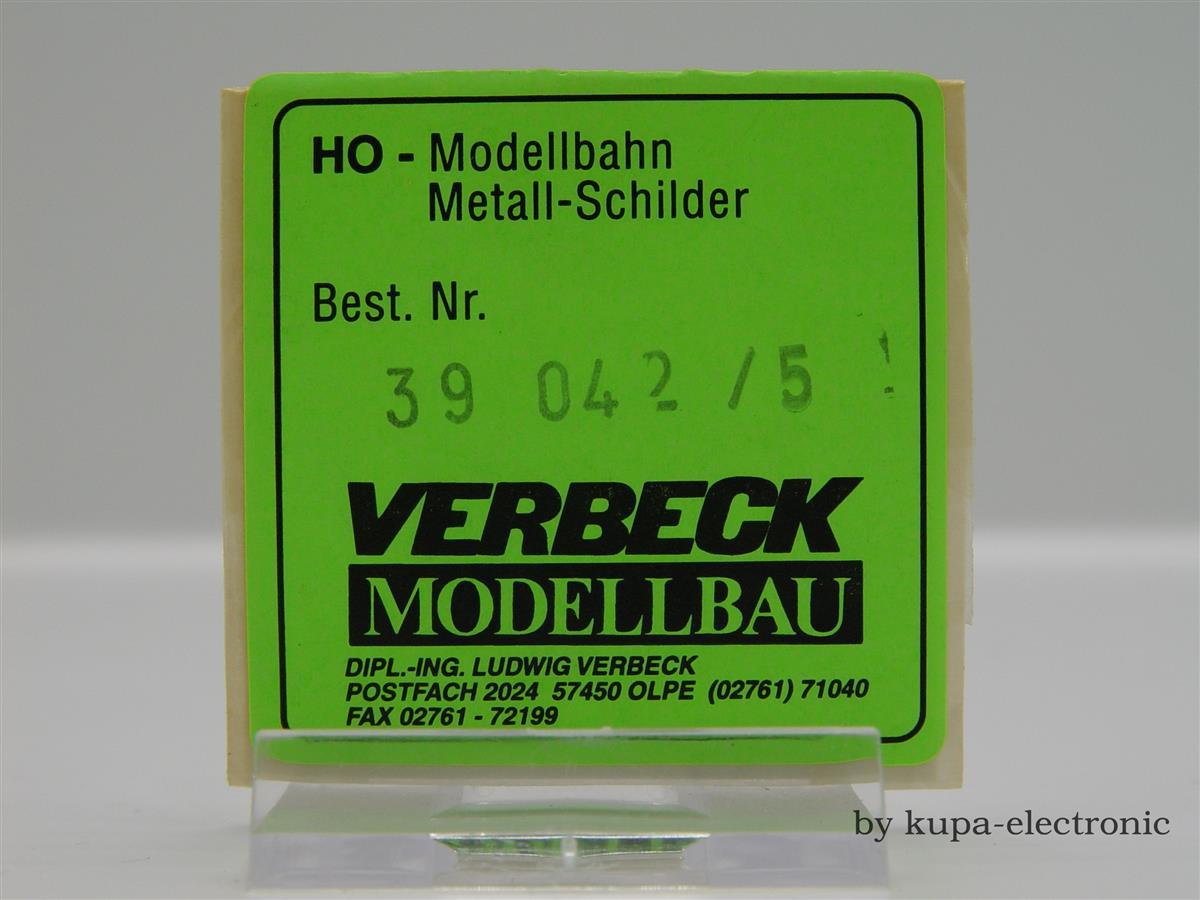 HO - Modellbahn
Metall-Schilder
Best. Nr.
39 042 / 5
VERBECK
MODELLBAU
DIPL.-ING. LUDWIG VERBECK
POSTFACH 2024 57450 OLPE (02761) 71040
FAX 02761 - 72199
by kupa-electronic